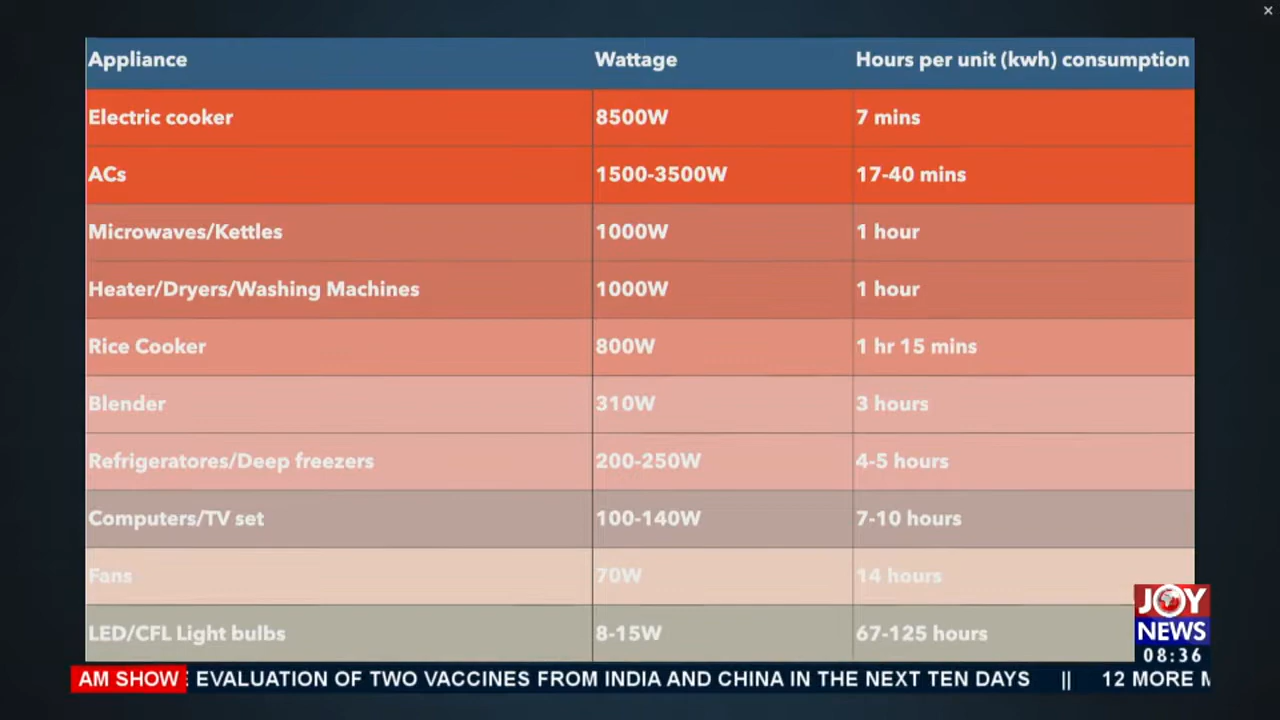 ×
Appliance Wattage Hours per unit (kwh) consumption
Electric cooker 8500W 7 mins
ACs 1500-3500W 17-40 mins
Microwaves/Kettles 1000W 1 hour
Heater/Dryers/Washing Machines 1000W 1 hour
Rice Cooker 800W 1 hr 15 mins
Blender 310W 3 hours
Refrigeratores/Deep freezers 200-250W 4-5 hours
Computers/TV set 100-140W 7-10 hours
Fans 70W 14 hours
LED/CFL Light bulbs 8-15W 67-125 hours
JOY
NEWS
08:36
AM SHOW EVALUATION OF TWO VACCINES FROM INDIA AND CHINA IN THE NEXT TEN DAYS || 12 MORE